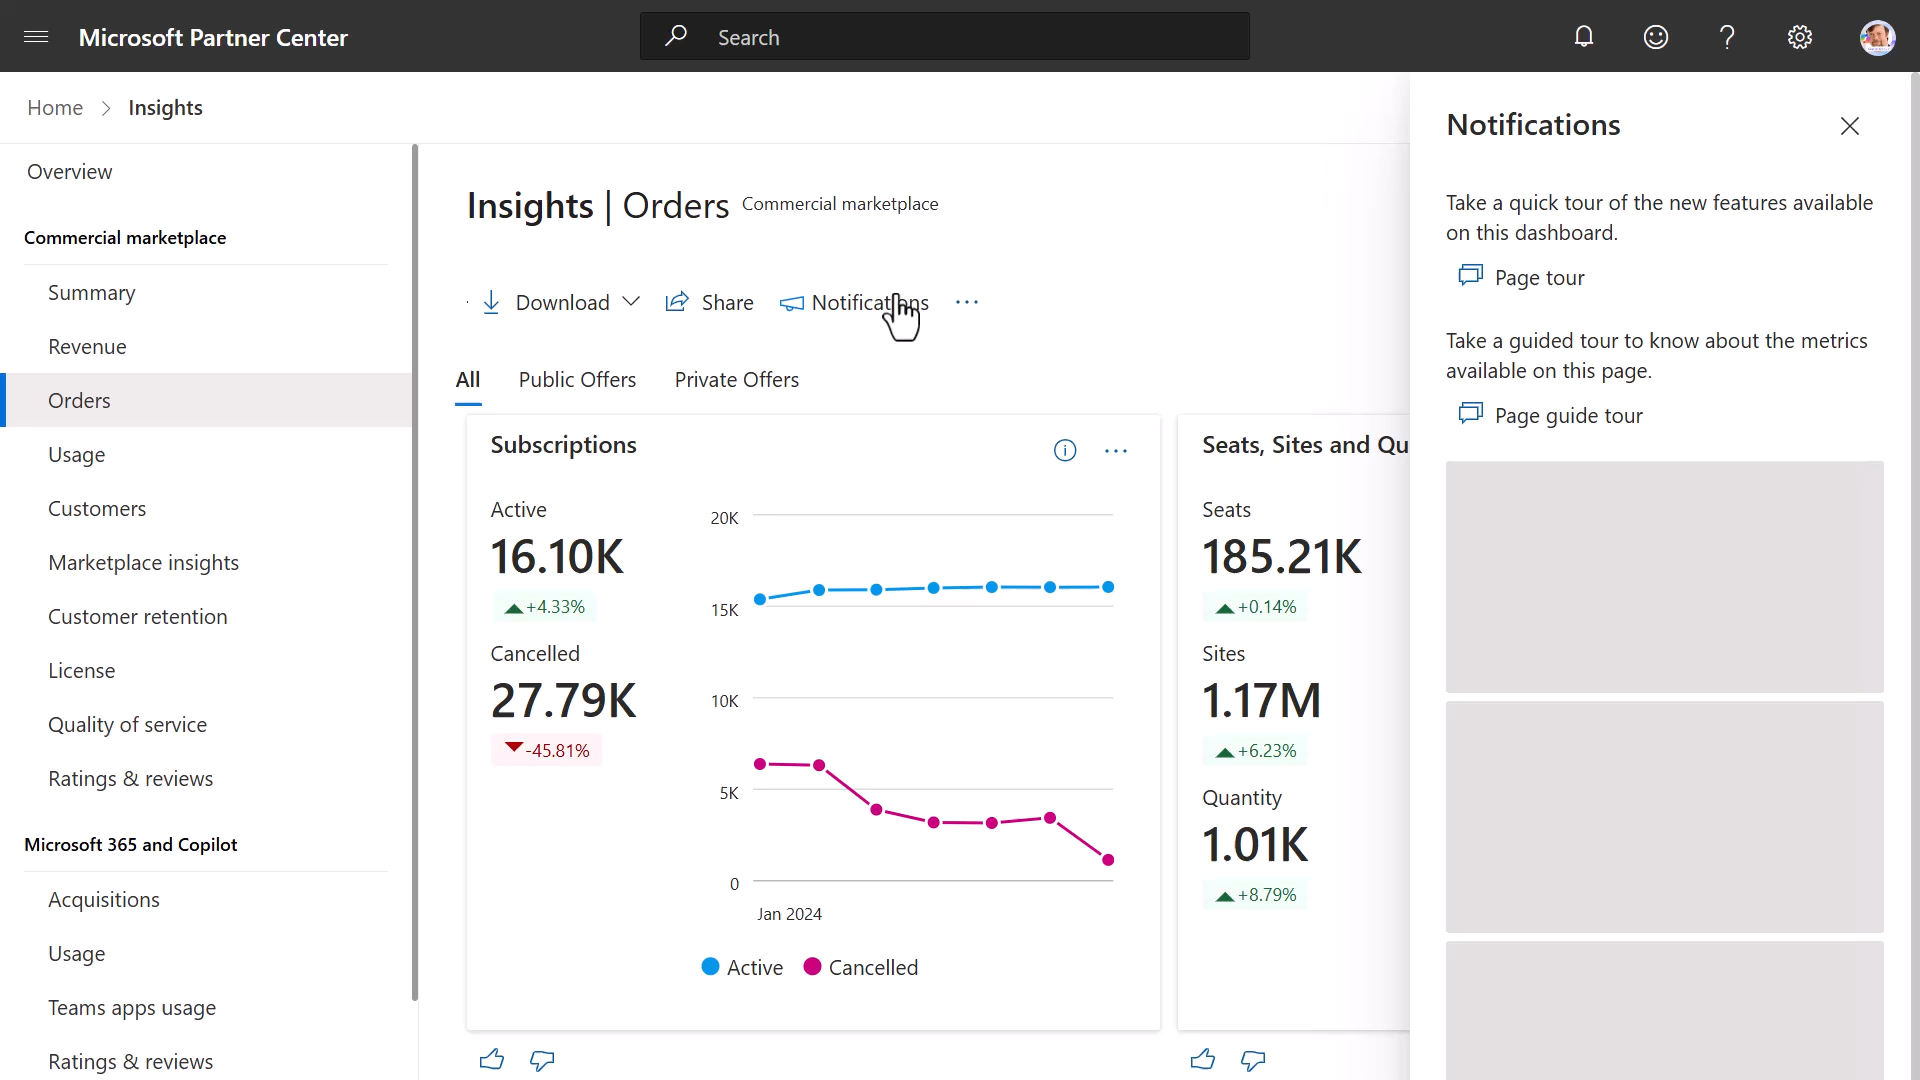 Microsoft Partner Center
Search
Home
Insights
Overview
Commercial marketplace
Summary
Revenue
Orders
Usage
Customers
Marketplace insights
Customer retention
License
Quality of service
Ratings & reviews
Microsoft 365 and Copilot
Acquisitions
Usage
Teams apps usage
Ratings & reviews
Insights | Orders Commercial marketplace
Download
Share
Notifications
All
Public Offers
Private Offers
Subscriptions
Active
16.10K
+4.33%
Cancelled
27.79K
-45.81%
20K
15K
10K
5K
0
Jan 2024
Active
Cancelled
Seats, Sites and Qu
Seats
185.21K
+0.14%
Sites
1.17M
+6.23%
Quantity
1.01K
+8.79%
Notifications
Take a quick tour of the new features available
on this dashboard.
Page tour
Take a guided tour to know about the metrics
available on this page.
Page guide tour